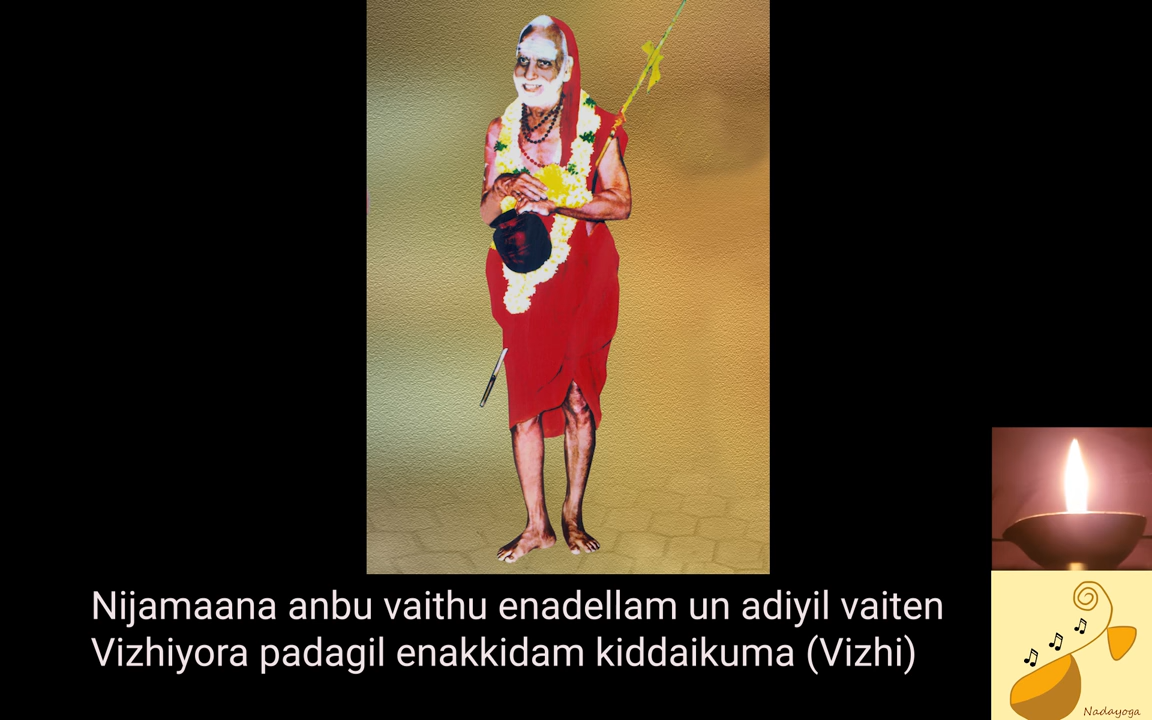 Nijamaana anbu vaithu enadellam un adiyil vaiten
Vizhiyora padagil enakkidam kiddaikuma (Vizhi)
Nadayoga